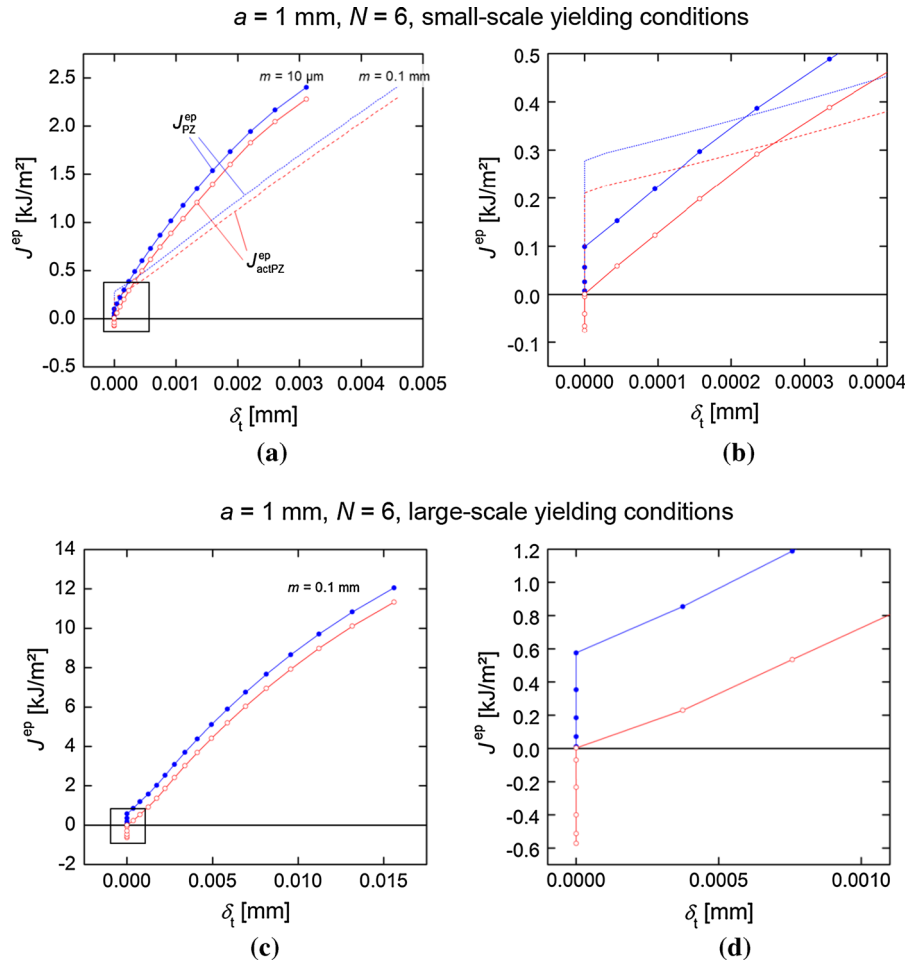 a = 1 mm, N = 6, small-scale yielding conditions
2.5
2.0
1.5
1.0
0.5
0.0
-0.5
J^ep [kJ/m²]
m = 10 µm
m = 0.1 mm
J^ep_PZ
J^ep_actPZ
0.000 0.001 0.002 0.003 0.004 0.005
δ_t [mm]
(a)
0.5
0.4
0.3
0.2
0.1
0.0
-0.1
J^ep [kJ/m²]
0.0000 0.0001 0.0002 0.0003 0.0004
δ_t [mm]
(b)
a = 1 mm, N = 6, large-scale yielding conditions
14
12
10
8
6
4
2
0
-2
J^ep [kJ/m²]
m = 0.1 mm
0.000 0.005 0.010 0.015
δ_t [mm]
(c)
1.2
1.0
0.8
0.6
0.4
0.2
0.0
-0.2
-0.4
-0.6
J^ep [kJ/m²]
0.0000 0.0005 0.0010
δ_t [mm]
(d)